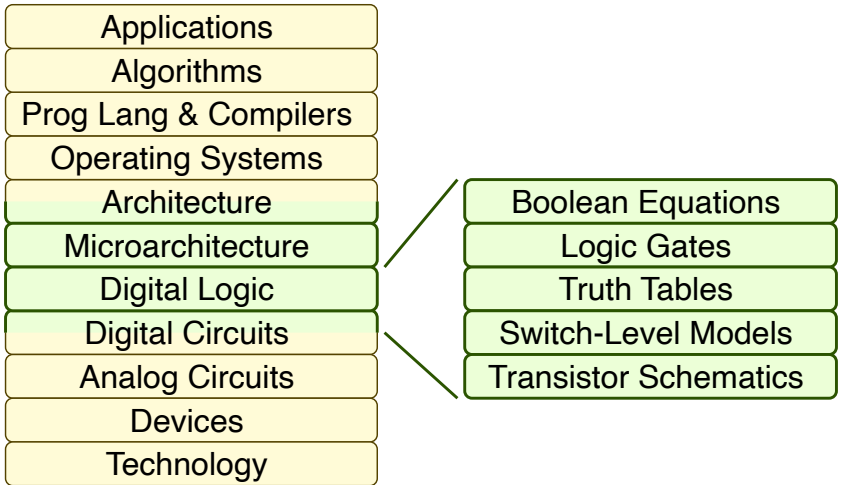 Applications
Algorithms
Prog Lang & Compilers
Operating Systems
Architecture
Microarchitecture
Digital Logic
Digital Circuits
Analog Circuits
Devices
Technology
Boolean Equations
Logic Gates
Truth Tables
Switch-Level Models
Transistor Schematics